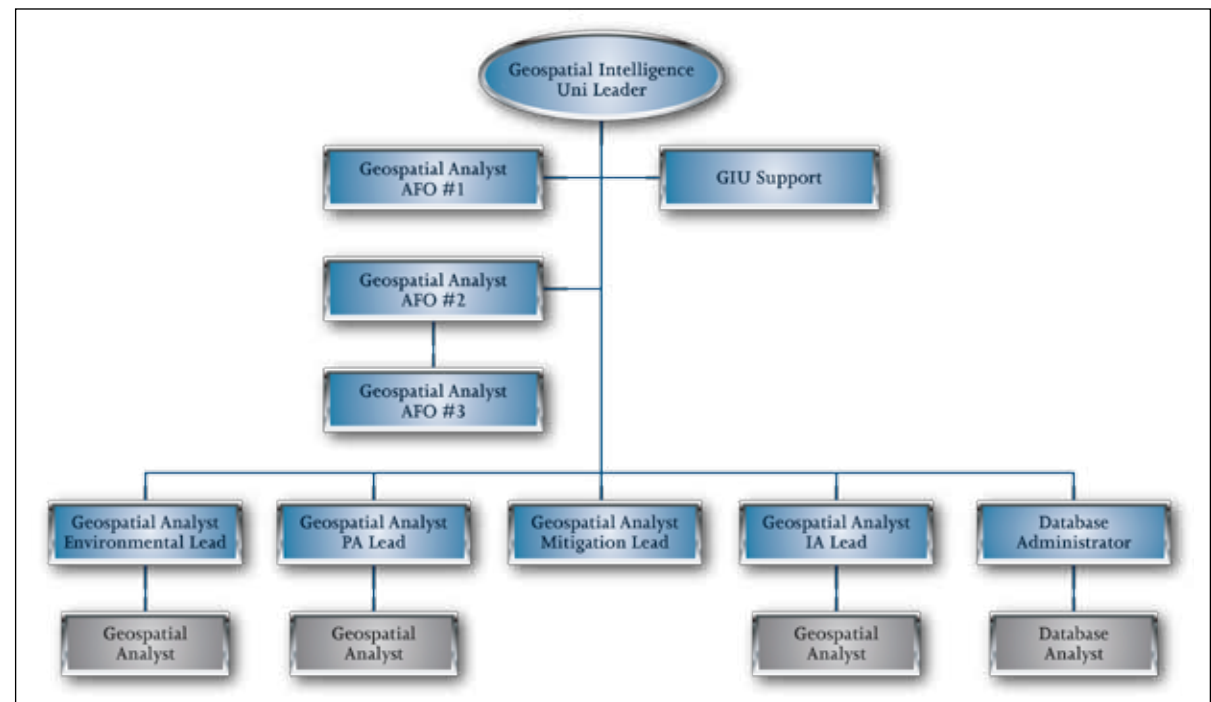 Geospatial Intelligence
Uni Leader
Geospatial Analyst
AFO #1
GIU Support
Geospatial Analyst
AFO #2
Geospatial Analyst
AFO #3
Geospatial Analyst
Environmental Lead
Geospatial Analyst
PA Lead
Geospatial Analyst
Mitigation Lead
Geospatial Analyst
IA Lead
Database
Administrator
Geospatial
Analyst
Geospatial
Analyst
Geospatial
Analyst
Database
Analyst